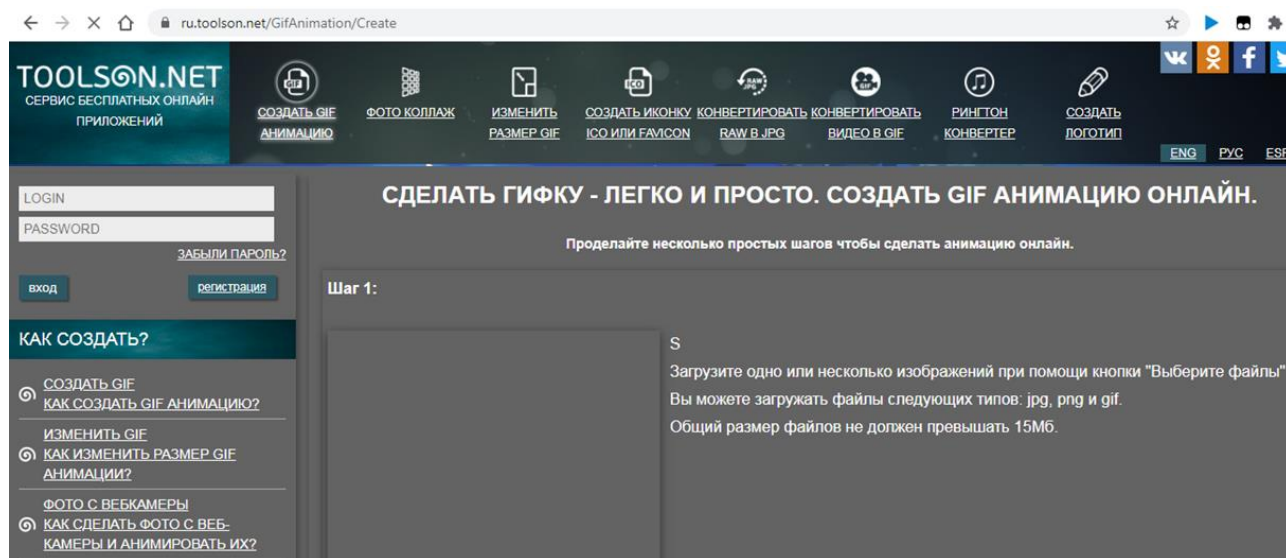 ru.toolson.net/GifAnimation/Create
TOOLSON.NET
СЕРВИС БЕСПЛАТНЫХ ОНЛАЙН
ПРИЛОЖЕНИЙ
СОЗДАТЬ GIF
АНИМАЦИЮ
ФОТО КОЛЛАЖ
ИЗМЕНИТЬ
РАЗМЕР GIF
СОЗДАТЬ ИКОНКУ
ICO ИЛИ FAVICON
КОНВЕРТИРОВАТЬ
RAW В JPG
КОНВЕРТИРОВАТЬ
ВИДЕО В GIF
РИНГТОН
КОНВЕРТЕР
СОЗДАТЬ
ЛОГОТИП
ENG РУС ESP
LOGIN
PASSWORD
ЗАБЫЛИ ПАРОЛЬ?
вход регистрация
КАК СОЗДАТЬ?
СОЗДАТЬ GIF
КАК СОЗДАТЬ GIF АНИМАЦИЮ?
ИЗМЕНИТЬ GIF
КАК ИЗМЕНИТЬ РАЗМЕР GIF
АНИМАЦИИ?
ФОТО С ВЕБКАМЕРЫ
КАК СДЕЛАТЬ ФОТО С ВЕБ-
КАМЕРЫ И АНИМИРОВАТЬ ИХ?
СДЕЛАТЬ ГИФКУ - ЛЕГКО И ПРОСТО. СОЗДАТЬ GIF АНИМАЦИЮ ОНЛАЙН.
Проделайте несколько простых шагов чтобы сделать анимацию онлайн.
Шаг 1:
S
Загрузите одно или несколько изображений при помощи кнопки "Выберите файлы"
Вы можете загружать файлы следующих типов: jpg, png и gif.
Общий размер файлов не должен превышать 15Мб.